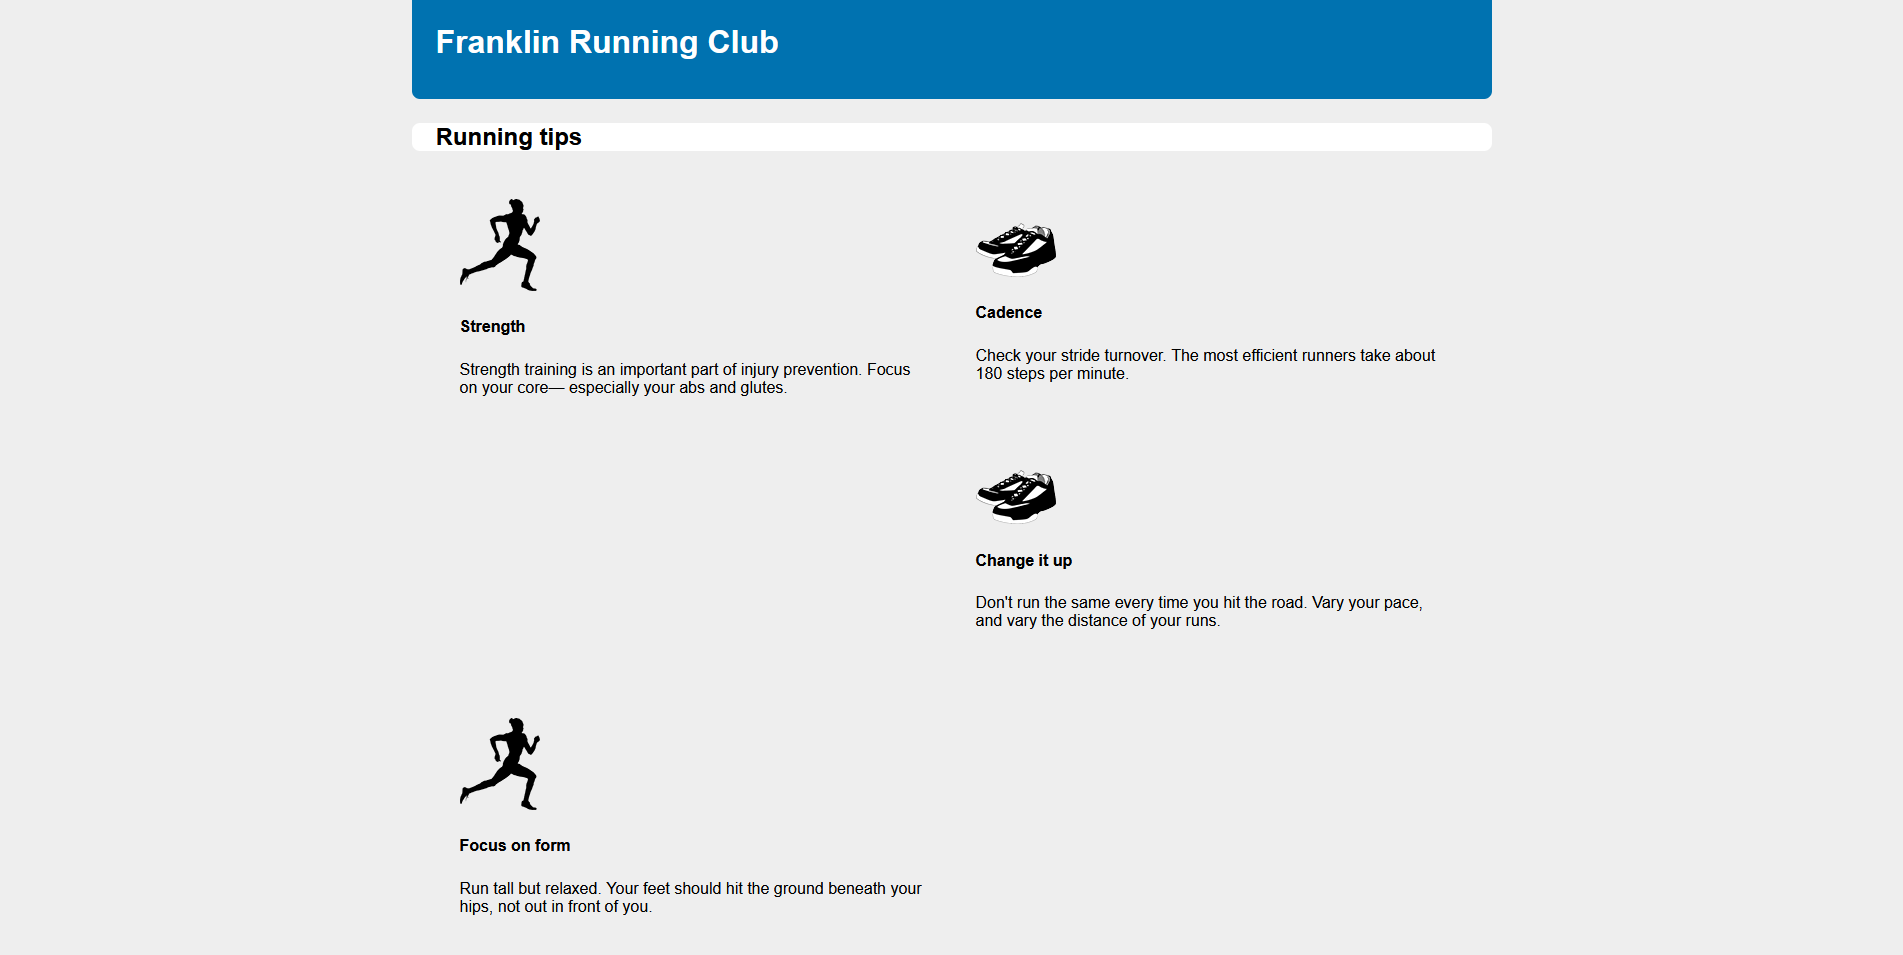 Franklin Running Club
Running tips
Strength
Strength training is an important part of injury prevention. Focus
on your core— especially your abs and glutes.
Cadence
Check your stride turnover. The most efficient runners take about
180 steps per minute.
Change it up
Don't run the same every time you hit the road. Vary your pace,
and vary the distance of your runs.
Focus on form
Run tall but relaxed. Your feet should hit the ground beneath your
hips, not out in front of you.